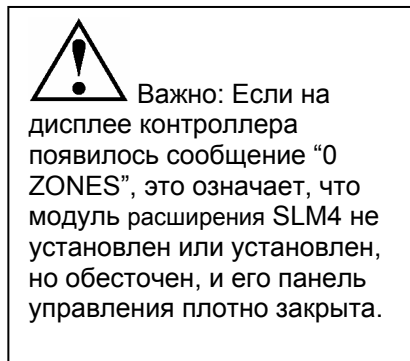 Важно: Если на
дисплее контроллера
появилось сообщение “0
ZONES”, это означает, что
модуль расширения SLM4 не
установлен или установлен,
но обесточен, и его панель
управления плотно закрыта.